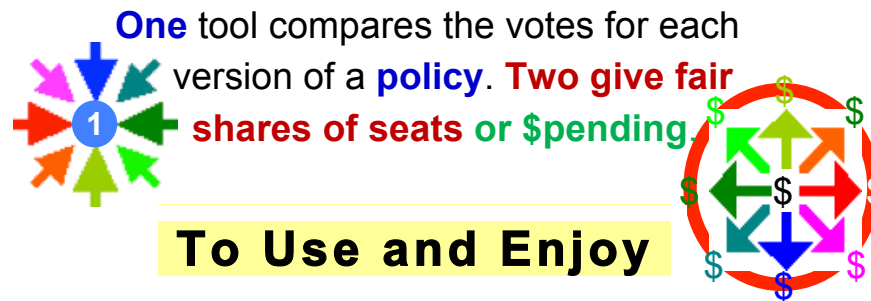 One tool compares the votes for each
version of a policy. Two give fair
1
shares of seats or $pending.
$ $ $
$ $ $
$ $ $
To Use and Enjoy